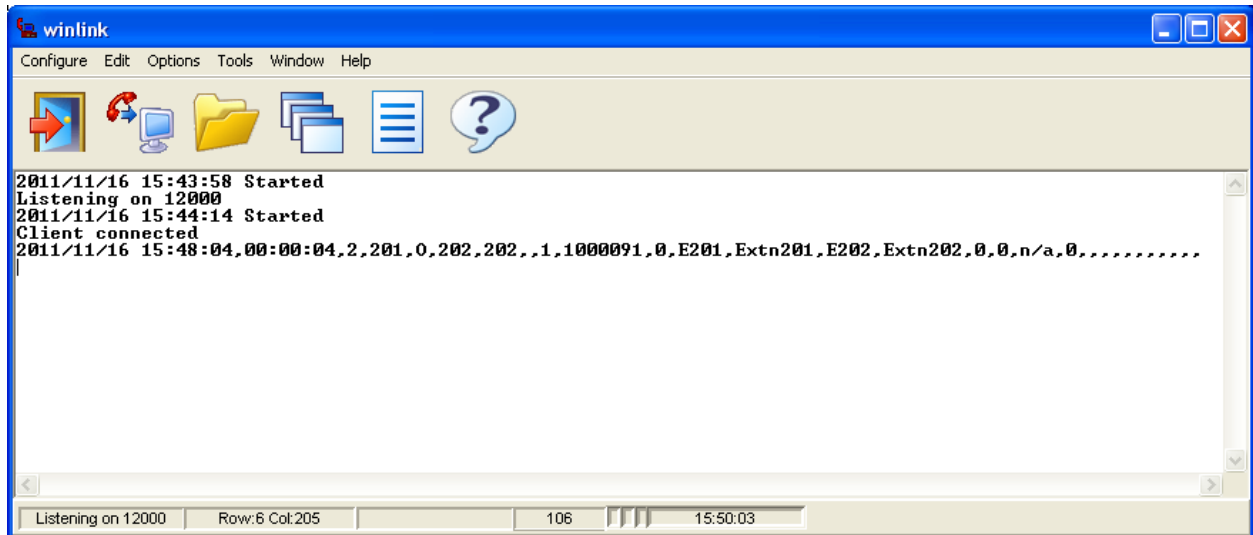 winlink
Configure Edit Options Tools Window Help
2011/11/16 15:43:58 Started
Listening on 12000
2011/11/16 15:44:14 Started
Client connected
2011/11/16 15:48:04,00:00:04,2,201,O,202,202,,1,1000091,0,E201,Extn201,E202,Extn202,0,0,n/a,0,,,,,,,,,,,
Listening on 12000 Row:6 Col:205 106 15:50:03